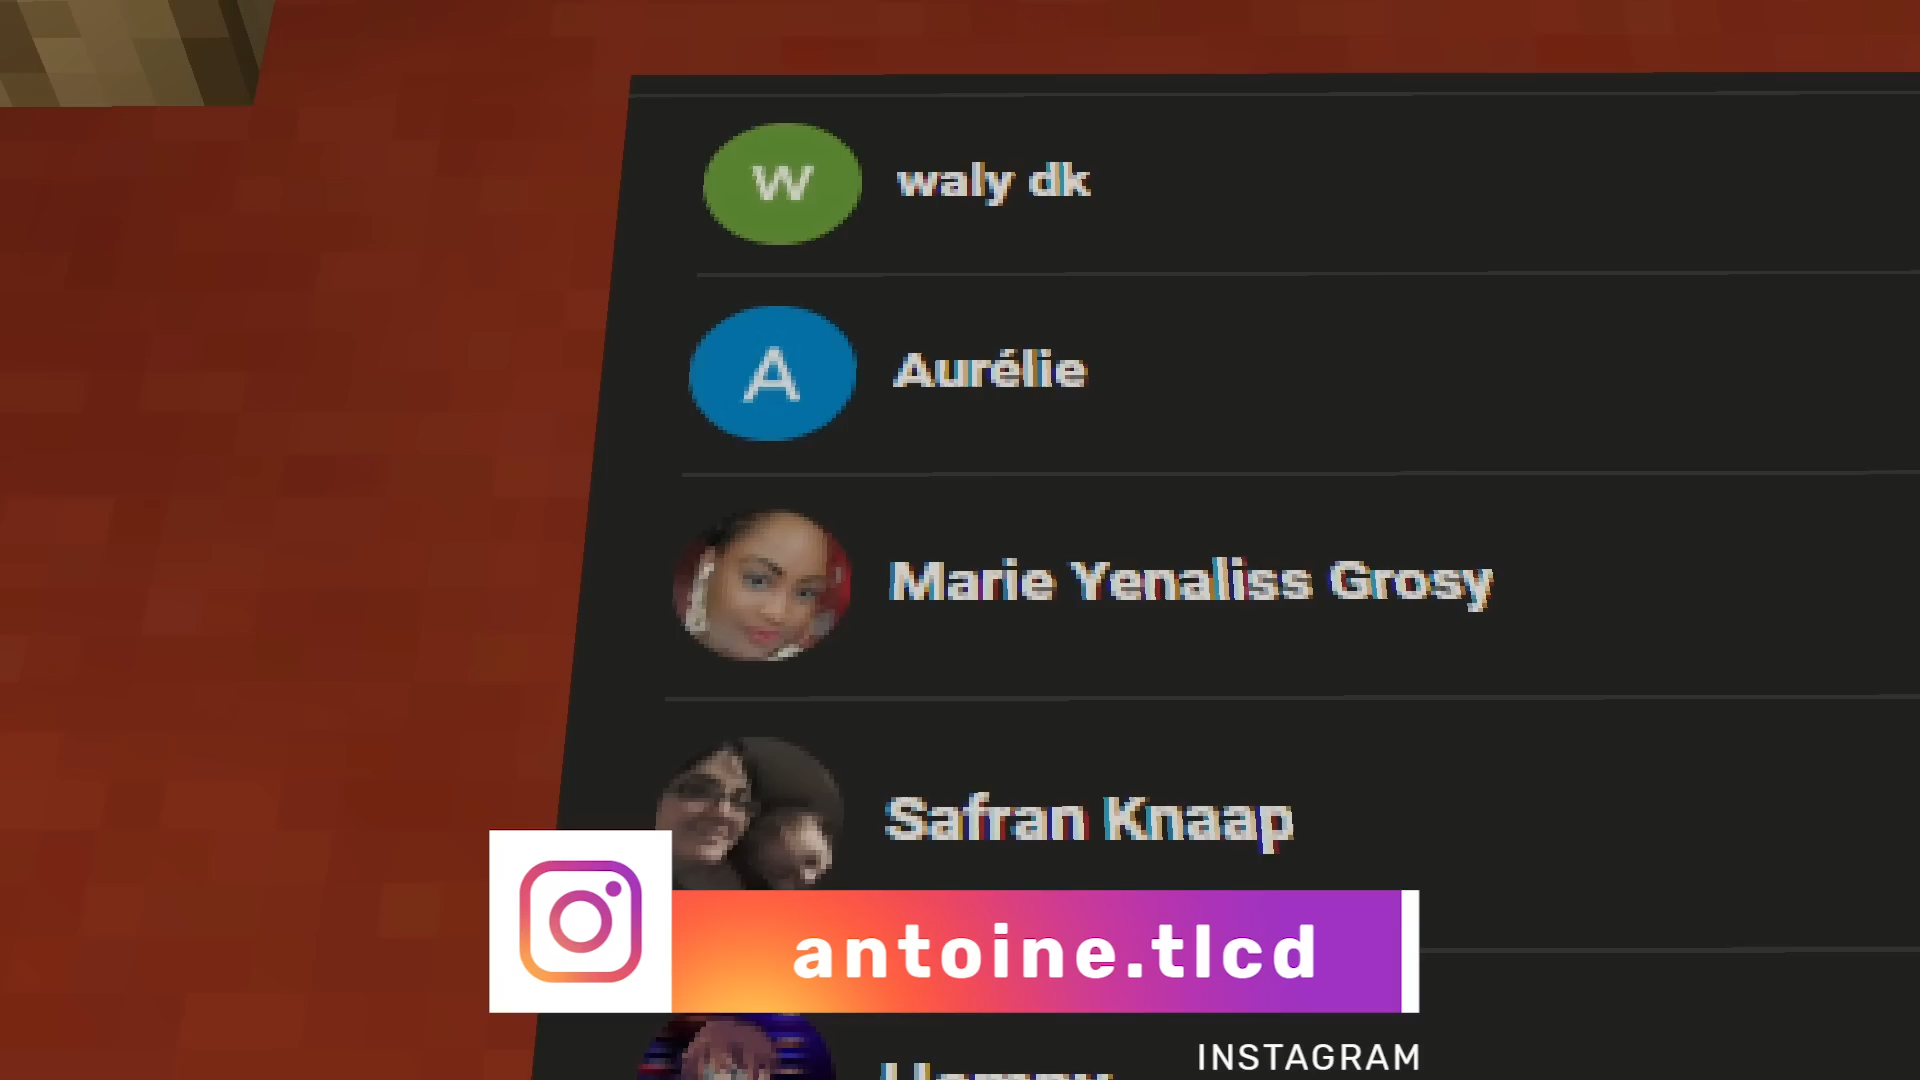 W
waly dk
A
Aurélie
Marie Yenaliss Grosy
Safran Knaap
antoine.tlcd
INSTAGRAM